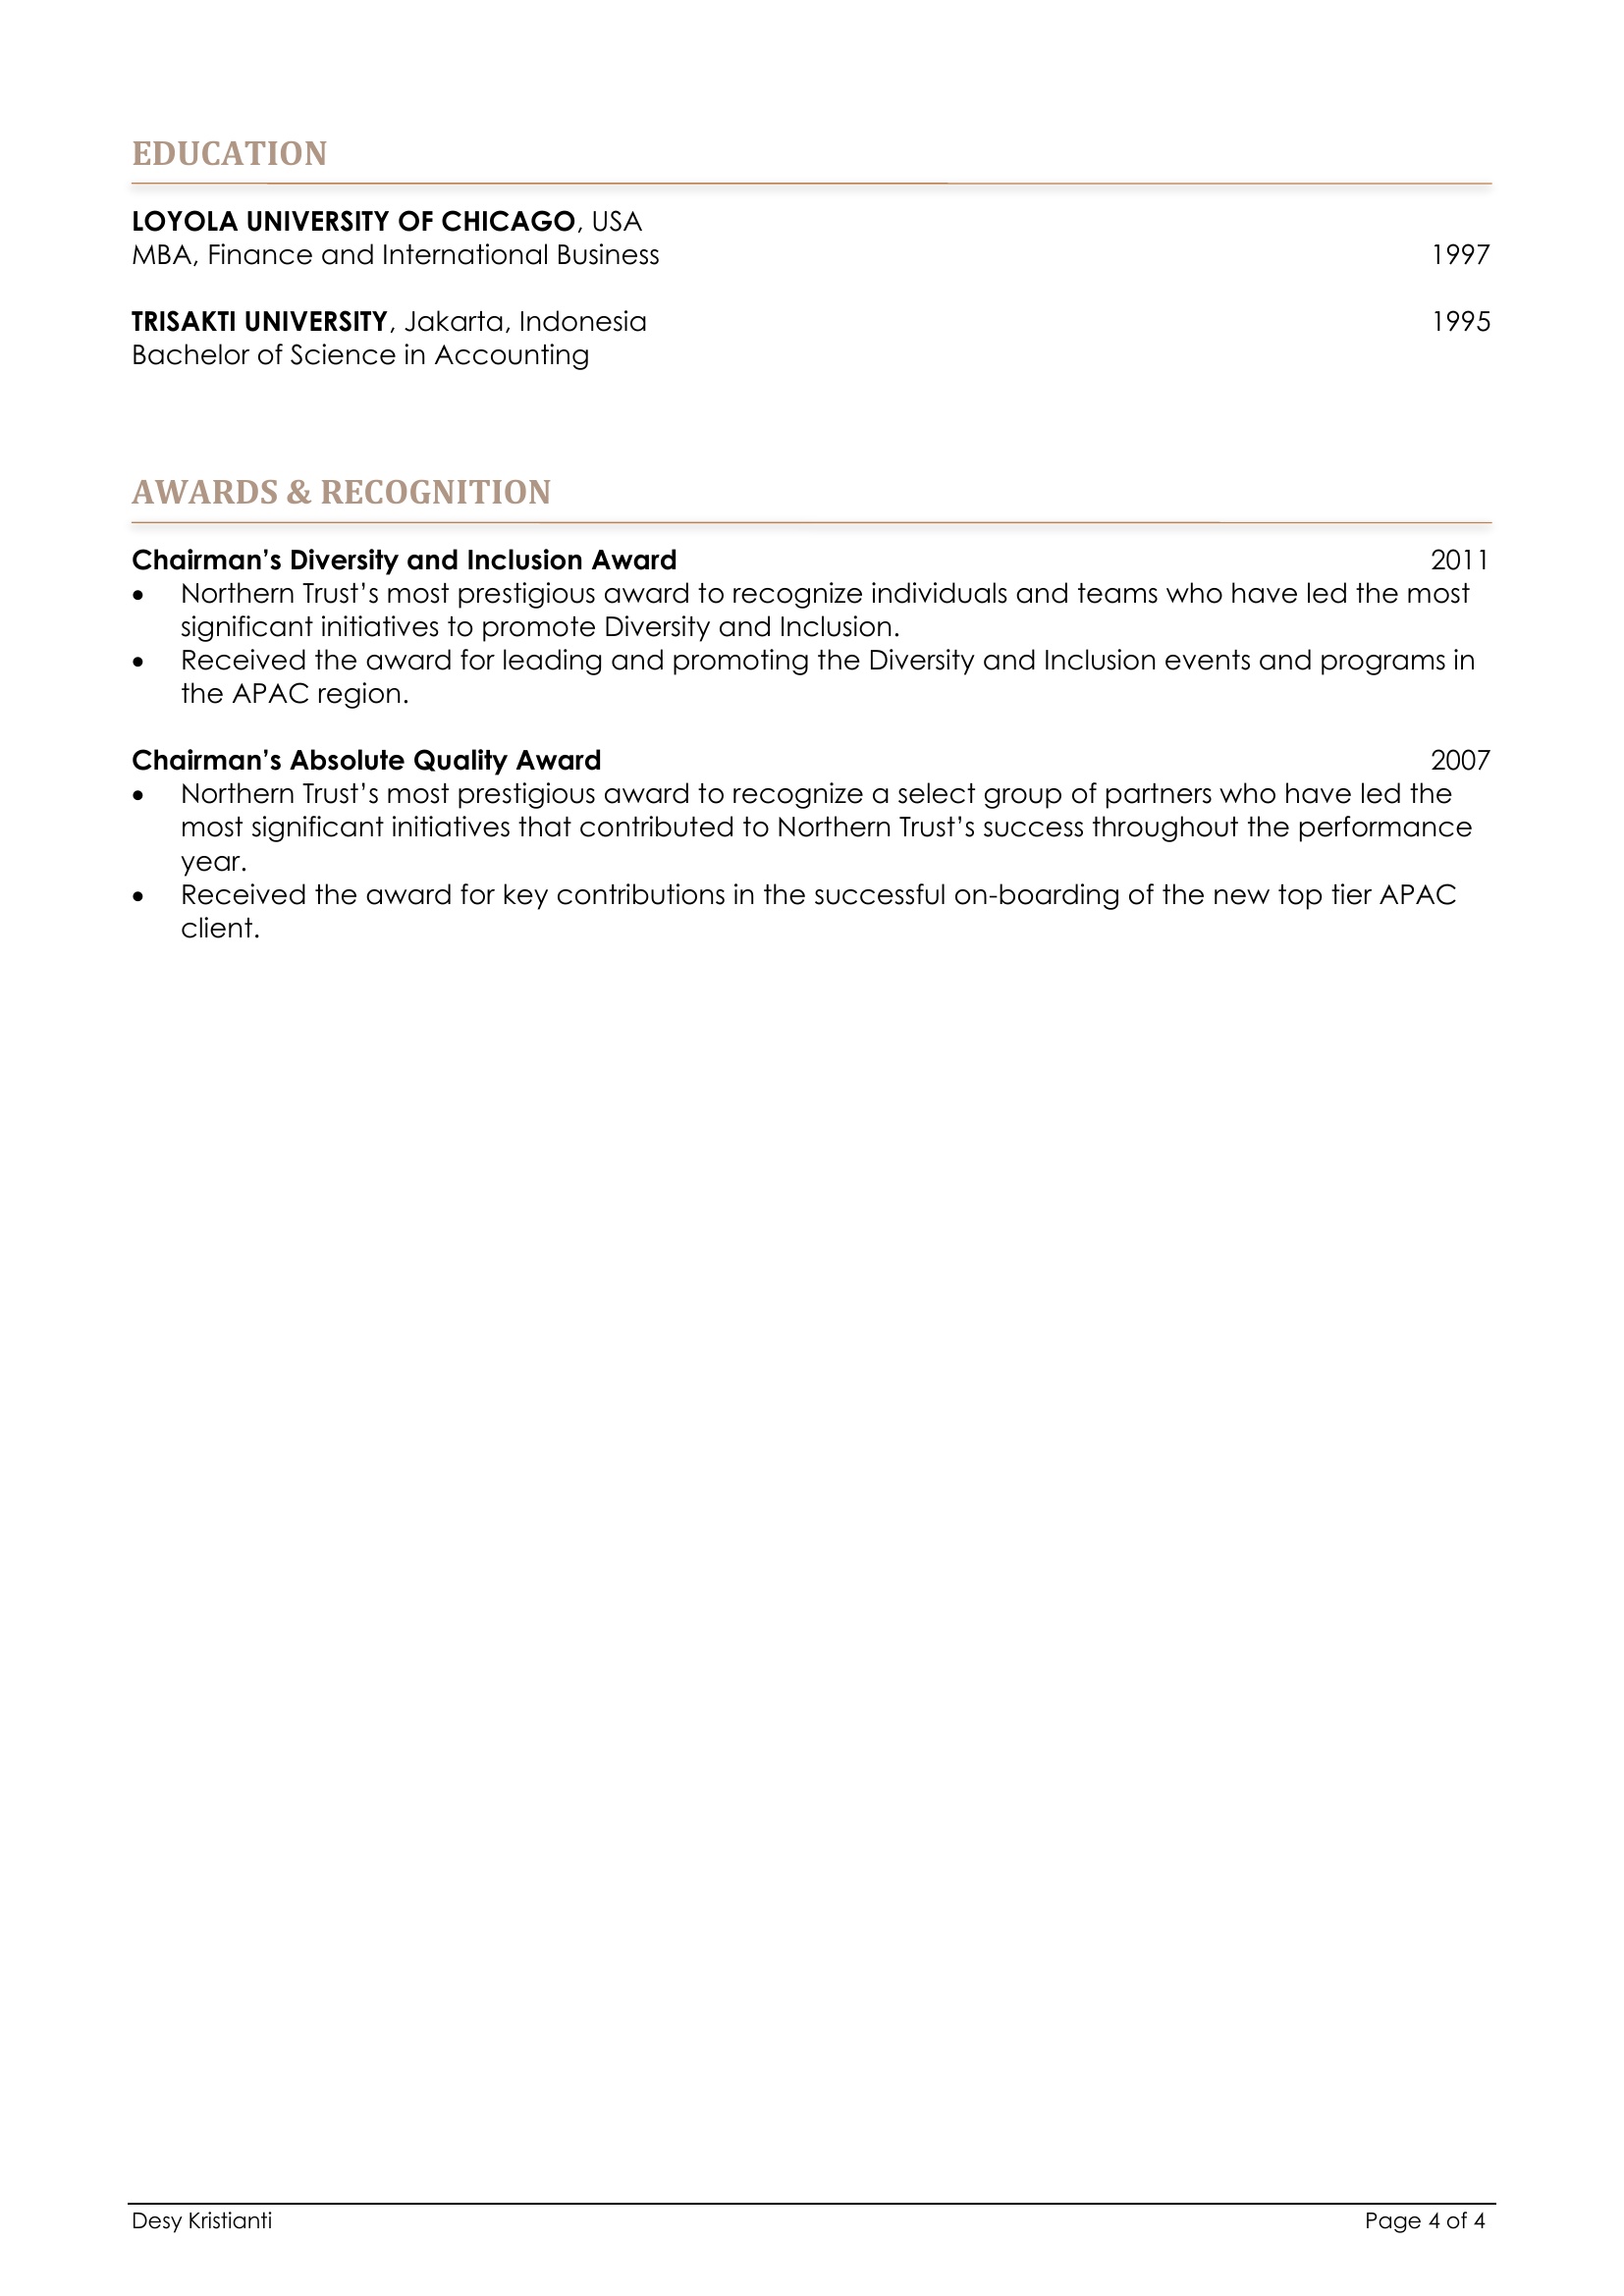 EDUCATION
LOYOLA UNIVERSITY OF CHICAGO, USA
MBA, Finance and International Business 1997
TRISAKTI UNIVERSITY, Jakarta, Indonesia 1995
Bachelor of Science in Accounting
AWARDS & RECOGNITION
Chairman’s Diversity and Inclusion Award 2011
• Northern Trust’s most prestigious award to recognize individuals and teams who have led the most
significant initiatives to promote Diversity and Inclusion.
• Received the award for leading and promoting the Diversity and Inclusion events and programs in
the APAC region.
Chairman’s Absolute Quality Award 2007
• Northern Trust’s most prestigious award to recognize a select group of partners who have led the
most significant initiatives that contributed to Northern Trust’s success throughout the performance
year.
• Received the award for key contributions in the successful on-boarding of the new top tier APAC
client.
Desy Kristianti Page 4 of 4